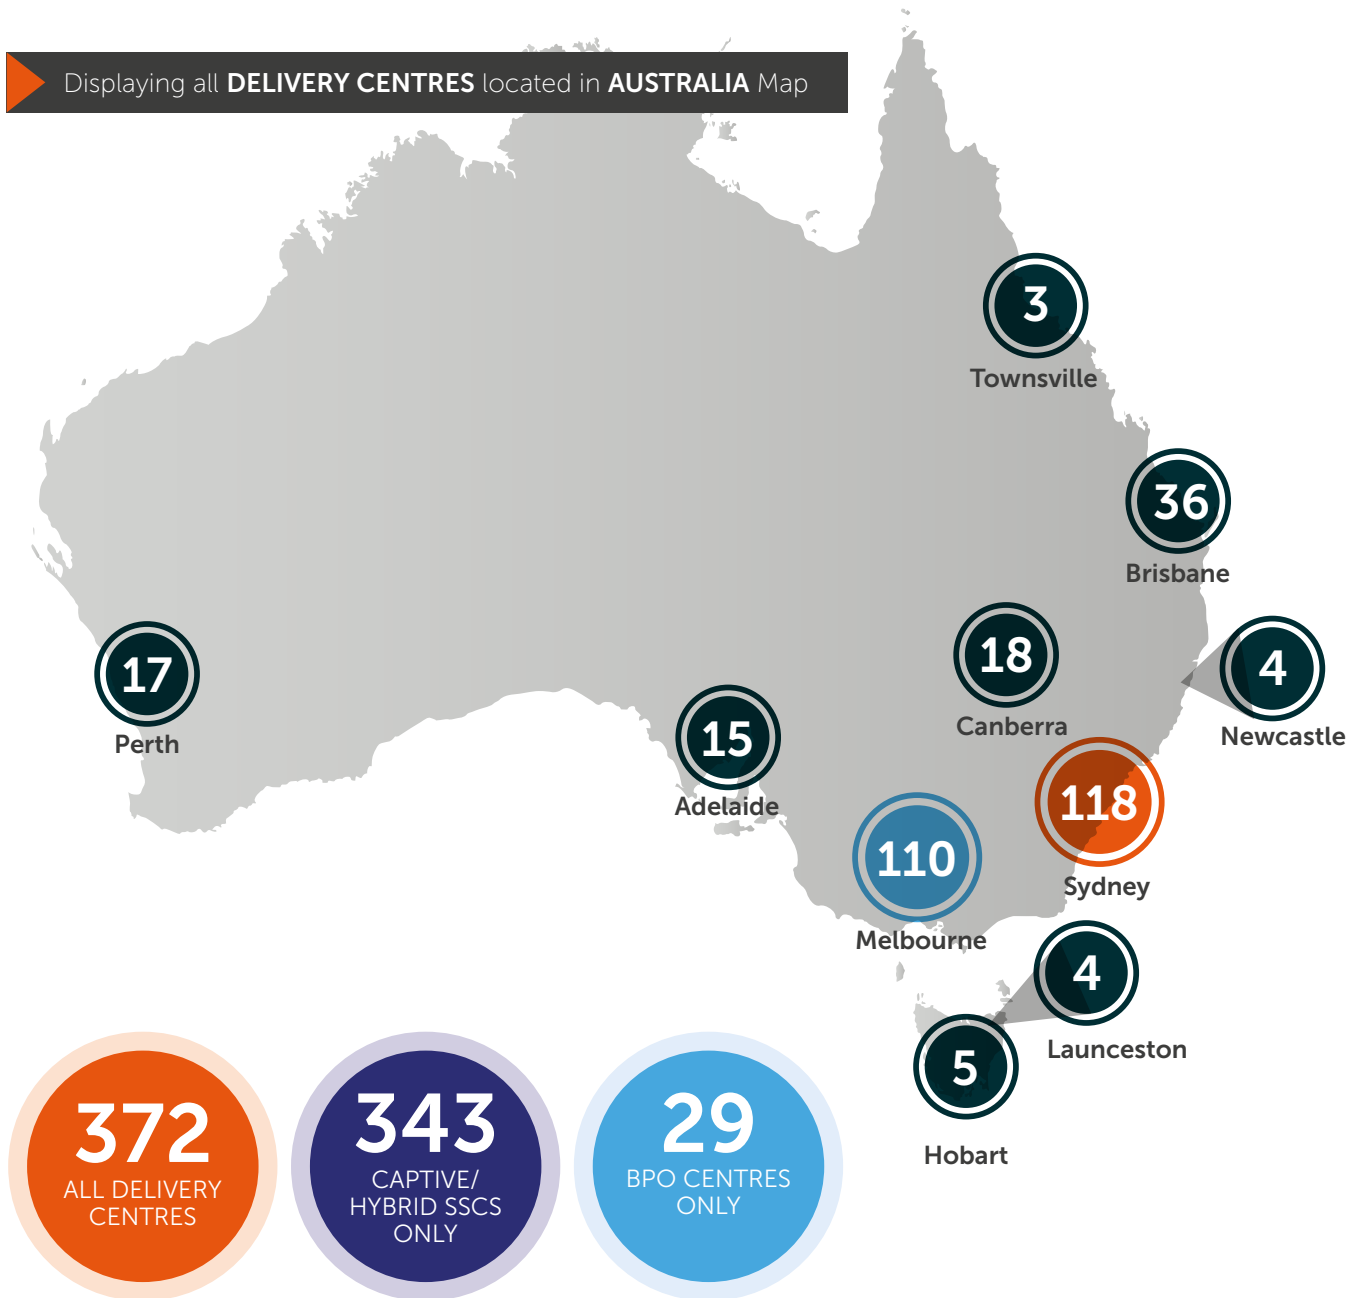 Displaying all DELIVERY CENTRES located in AUSTRALIA Map
3
Townsville
36
Brisbane
17
Perth
15
Adelaide
18
Canberra
4
Newcastle
118
Sydney
110
Melbourne
4
Launceston
5
Hobart
372
ALL DELIVERY
CENTRES
343
CAPTIVE/
HYBRID SSCS
ONLY
29
BPO CENTRES
ONLY